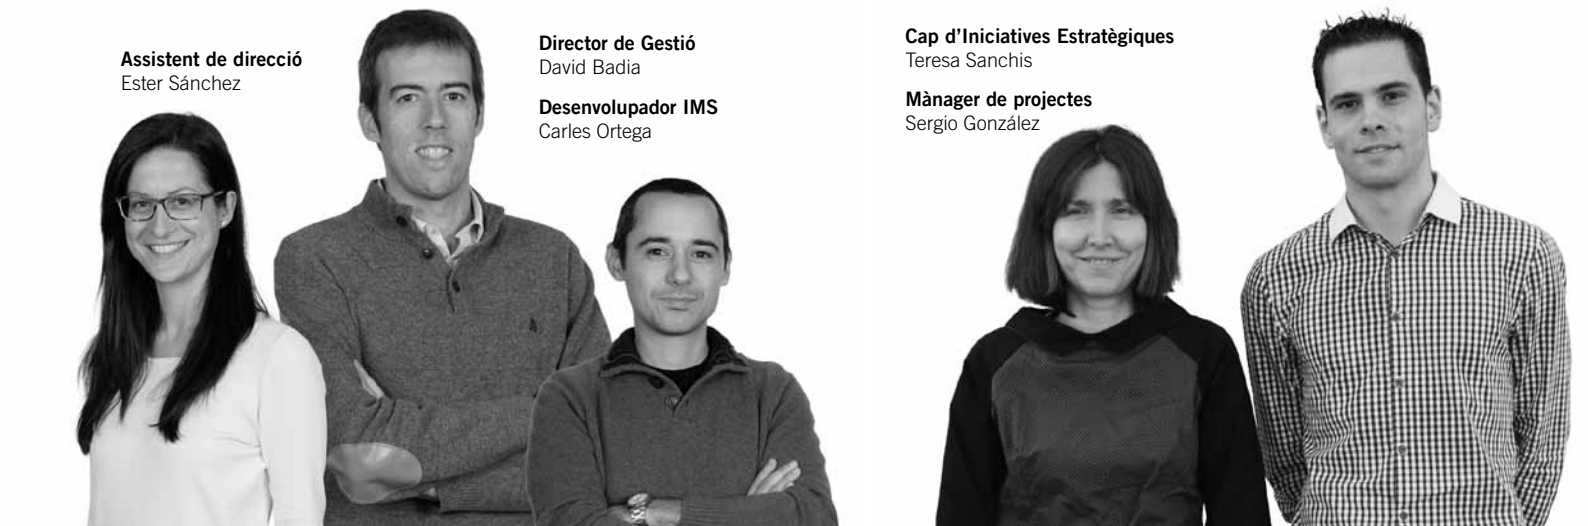 Assistent de direcció
Ester Sánchez
Director de Gestió
David Badia
Desenvolupador IMS
Carles Ortega
Cap d’Iniciatives Estratègiques
Teresa Sanchis
Mànager de projectes
Sergio González